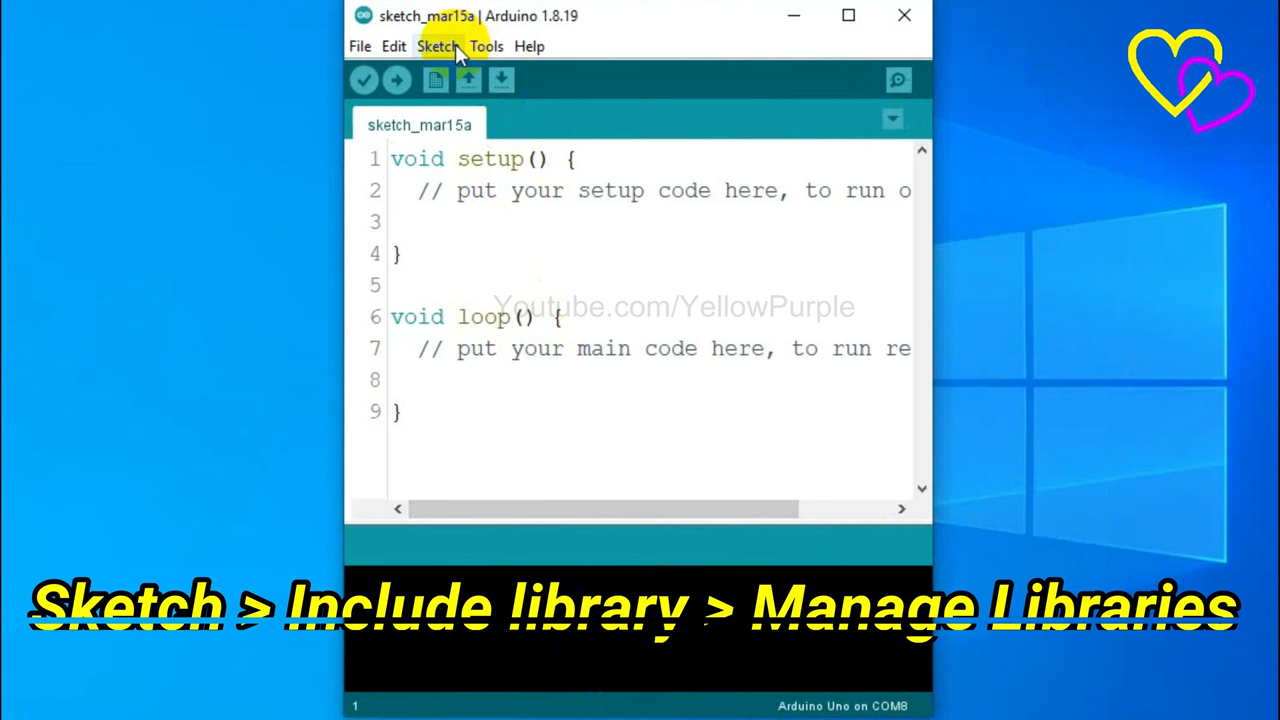 sketch_mar15a | Arduino 1.8.19
File Edit Sketch Tools Help
sketch_mar15a
1 void setup() {
2 // put your setup code here, to run o
3
4 }
5
Youtube.com/YellowPurple
6 void loop() {
7 // put your main code here, to run re
8
9 }
Sketch > Include library > Manage Libraries
1 Arduino Uno on COM8